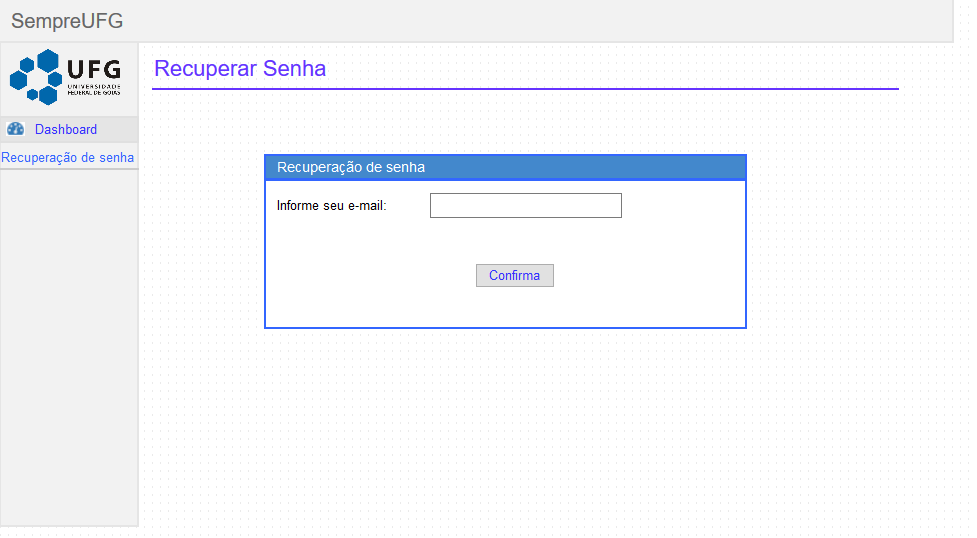 SempreUFG
UFG
UNIVERSIDADE
FEDERAL DE GOIÁS
Recuperar Senha
Dashboard
Recuperação de senha
Recuperação de senha
Informe seu e-mail:
Confirma